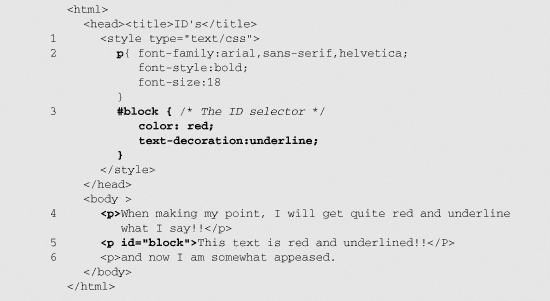 <html>
<head><title>ID's</title>
1 <style type="text/css">
2 p{ font-family:arial,sans-serif,helvetica;
font-style:bold;
font-size:18
}
3 #block { /* The ID selector */
color: red;
text-decoration:underline;
}
</style>
</head>
<body >
4 <p>When making my point, I will get quite red and underline
what I say!!</p>
5 <p id="block">This text is red and underlined!!</P>
6 <p>and now I am somewhat appeased.
</body>
</html>